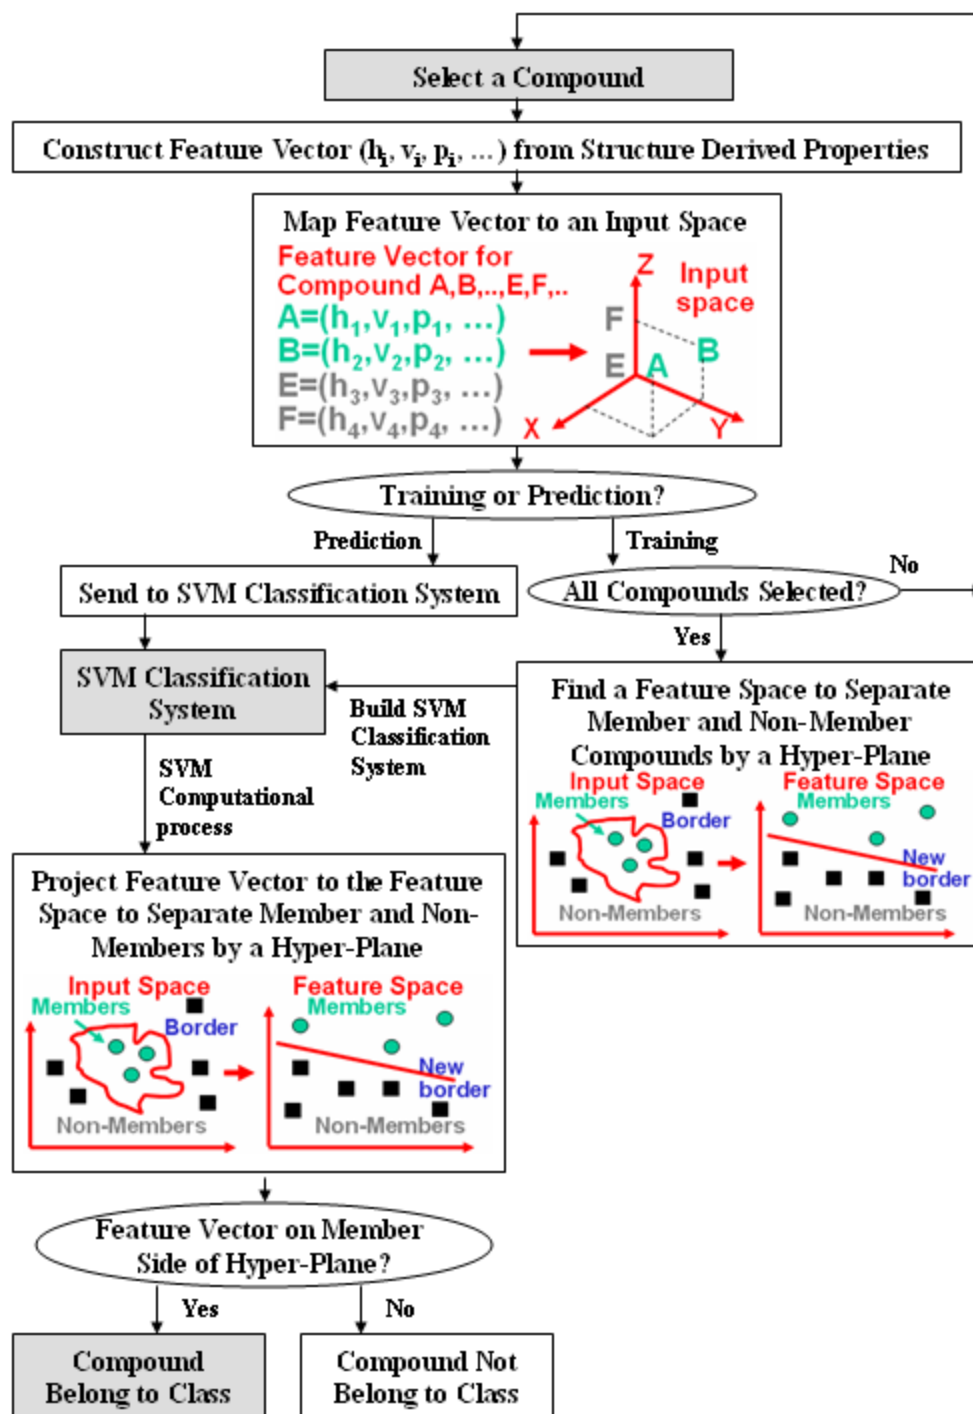 Select a Compound
Construct Feature Vector (hi, vi, pi, ...) from Structure Derived Properties
Map Feature Vector to an Input Space
Feature Vector for
Compound A,B,..,E,F,..
A=(h1,v1,p1, ...)
B=(h2,v2,p2, ...)
E=(h3,v3,p3, ...)
F=(h4,v4,p4, ...)
Z
Input
space
F
B
E
A
X
Y
Training or Prediction?
Prediction
Training
Send to SVM Classification System
All Compounds Selected?
No
Yes
SVM Classification
System
Build SVM
Classification
System
Find a Feature Space to Separate
Member and Non-Member
Compounds by a Hyper-Plane
Input Space
Members
Border
Non-Members
Feature Space
Members
New
border
Non-Members
SVM
Computational
process
Project Feature Vector to the Feature
Space to Separate Member and Non-
Members by a Hyper-Plane
Input Space
Members
Border
Non-Members
Feature Space
Members
New
border
Non-Members
Feature Vector on Member
Side of Hyper-Plane?
Yes
No
Compound
Belong to Class
Compound Not
Belong to Class